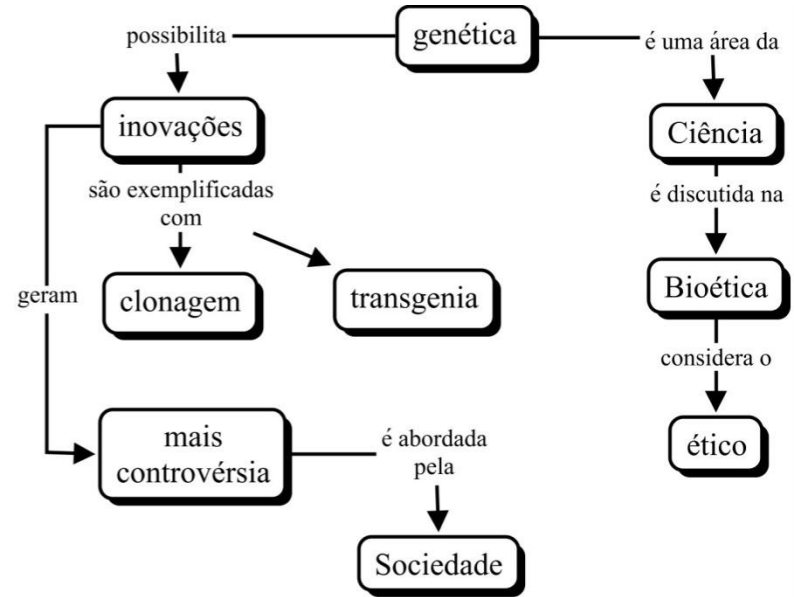 possibilita
genética
é uma área da
inovações
Ciência
são exemplificadas
com
é discutida na
geram
clonagem
transgenia
Bioética
considera o
mais
controvérsia
é abordada
pela
ético
Sociedade